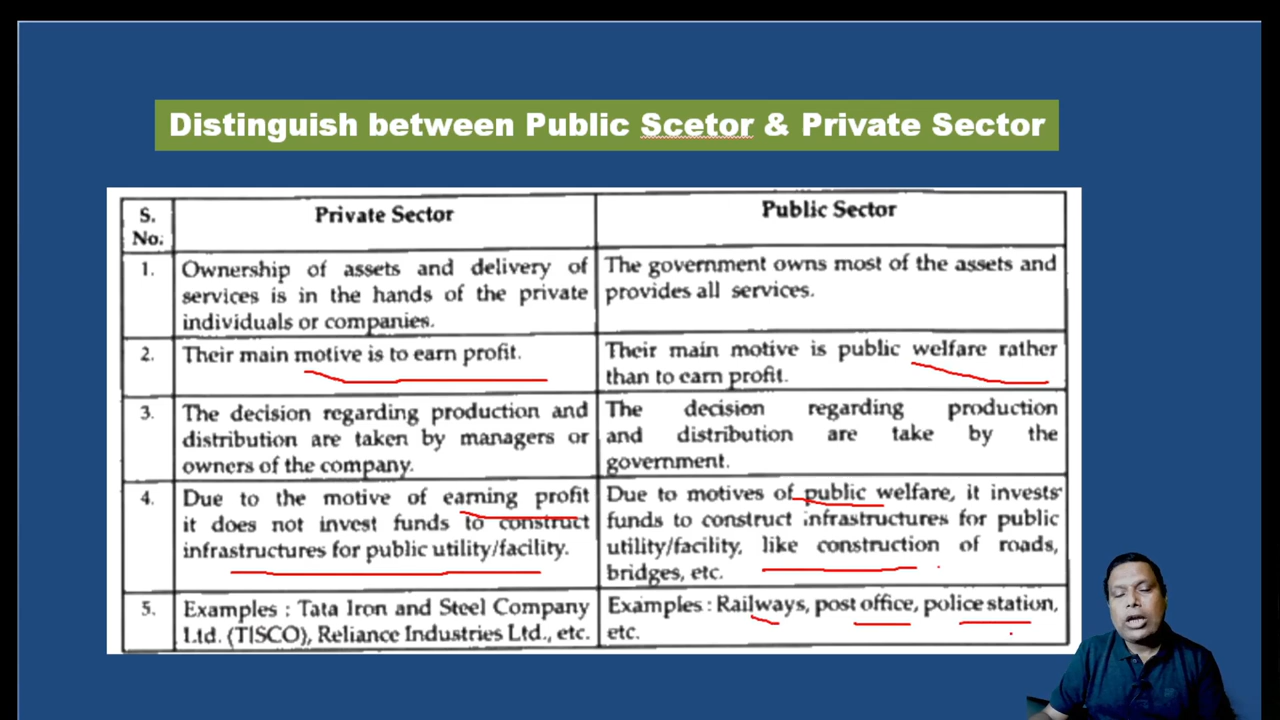 Distinguish between Public Scetor & Private Sector
S. No.
Private Sector
Public Sector
1.
Ownership of assets and delivery of
services is in the hands of the private
individuals or companies.
The government owns most of the assets and
provides all services.
2.
Their main motive is to earn profit.
Their main motive is public welfare rather
than to earn profit.
3.
The decision regarding production and
distribution are taken by managers or
owners of the company.
The decision regarding production
and distribution are take by the
government.
4.
Due to the motive of earning profit
it does not invest funds to construct
infrastructures for public utility/facility.
Due to motives of public welfare, it invests
funds to construct infrastructures for public
utility/facility, like construction of roads,
bridges, etc.
5.
Examples : Tata Iron and Steel Company
Ltd. (TISCO), Reliance Industries Ltd., etc.
Examples : Railways, post office, police station,
etc.